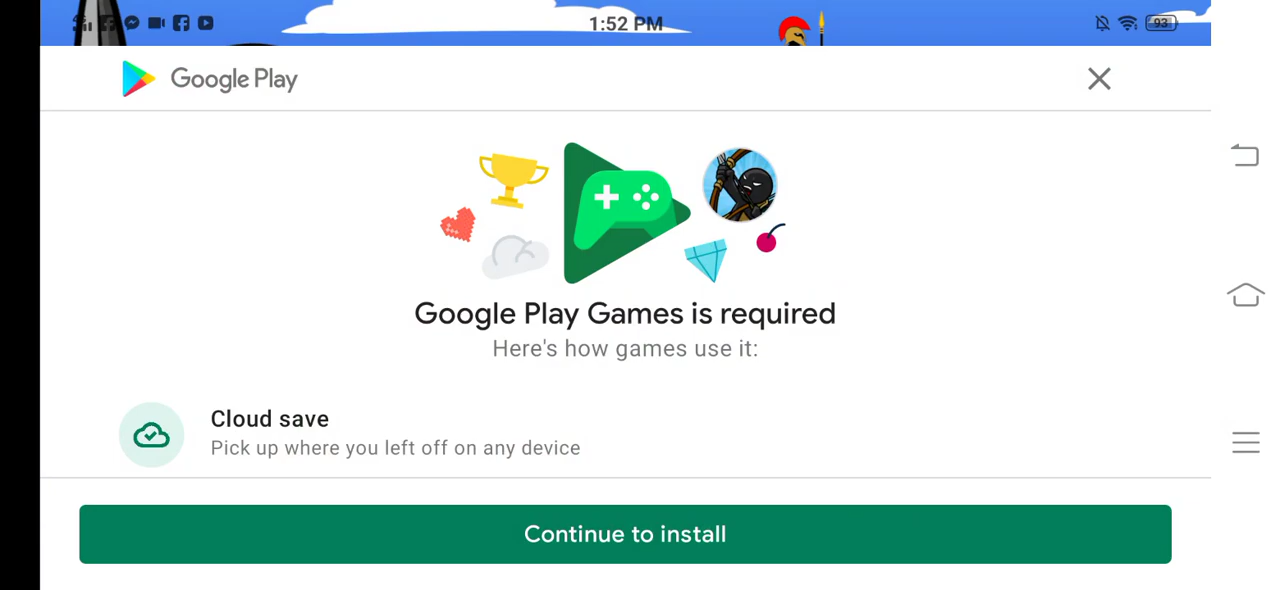 1:52 PM
93
Google Play
Google Play Games is required
Here's how games use it:
Cloud save
Pick up where you left off on any device
Continue to install